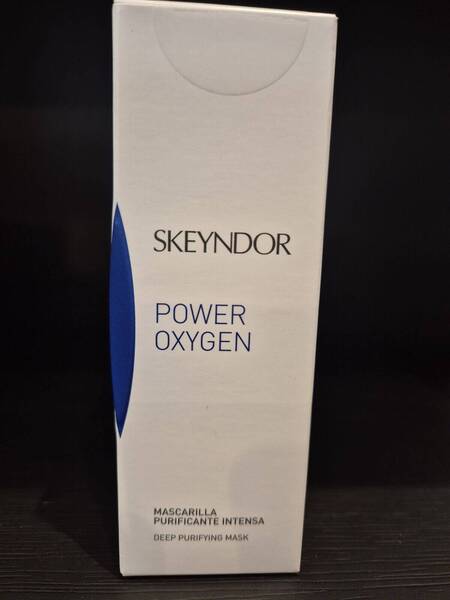 SKEYNDOR
POWER
OXYGEN
MASCARILLA
PURIFICANTE INTENSA
DEEP PURIFYING MASK